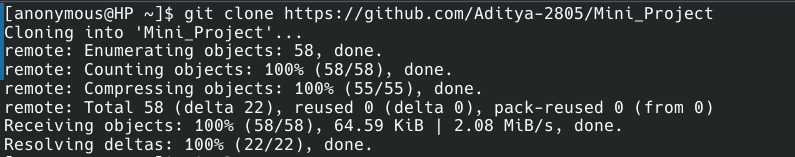 [anonymous@HP ~]$ git clone https://github.com/Aditya-2805/Mini_Project
Cloning into 'Mini_Project'...
remote: Enumerating objects: 58, done.
remote: Counting objects: 100% (58/58), done.
remote: Compressing objects: 100% (55/55), done.
remote: Total 58 (delta 22), reused 0 (delta 0), pack-reused 0 (from 0)
Receiving objects: 100% (58/58), 64.59 KiB | 2.08 MiB/s, done.
Resolving deltas: 100% (22/22), done.